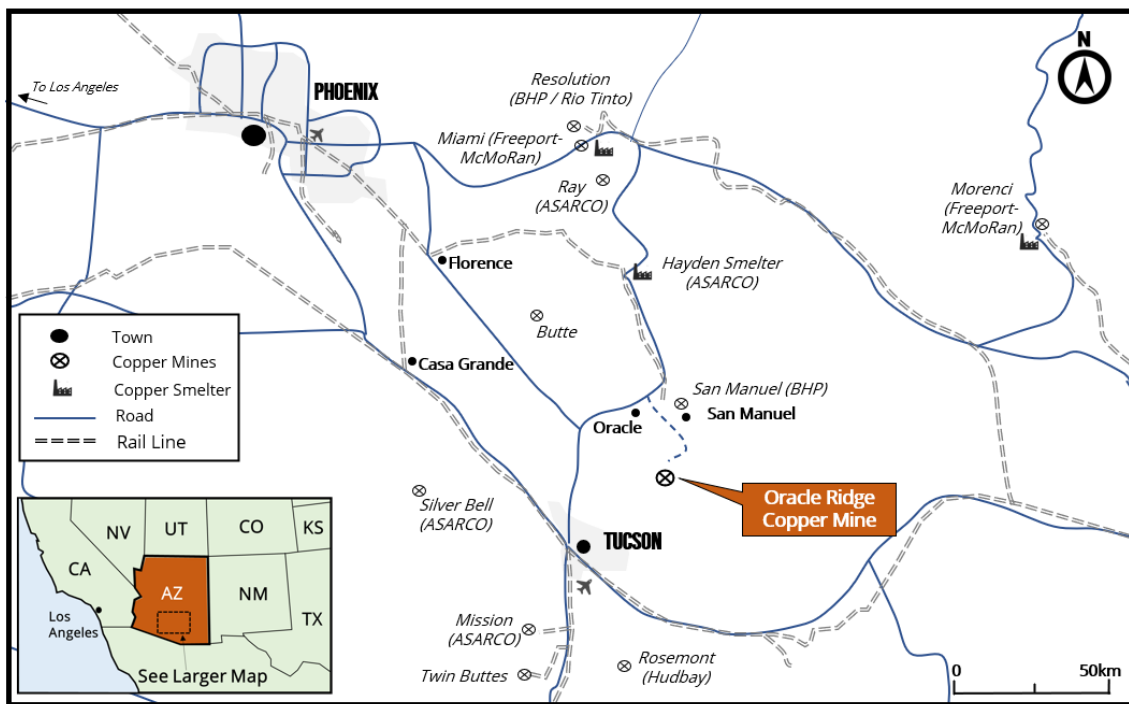 To Los Angeles
PHOENIX
N
Resolution
(BHP / Rio Tinto)
Miami (Freeport-
McMoRan)
Ray
(ASARCO)
Morenci
(Freeport-
McMoRan)
Florence
Hayden Smelter
(ASARCO)
Butte
Town
Copper Mines
Copper Smelter
Road
Rail Line
Casa Grande
San Manuel (BHP)
San Manuel
Oracle
Oracle Ridge
Copper Mine
Silver Bell
(ASARCO)
TUCSON
NV
UT
CO
KS
CA
AZ
NM
TX
Los
Angeles
See Larger Map
Mission
(ASARCO)
Twin Buttes
Rosemont
(Hudbay)
0
50km